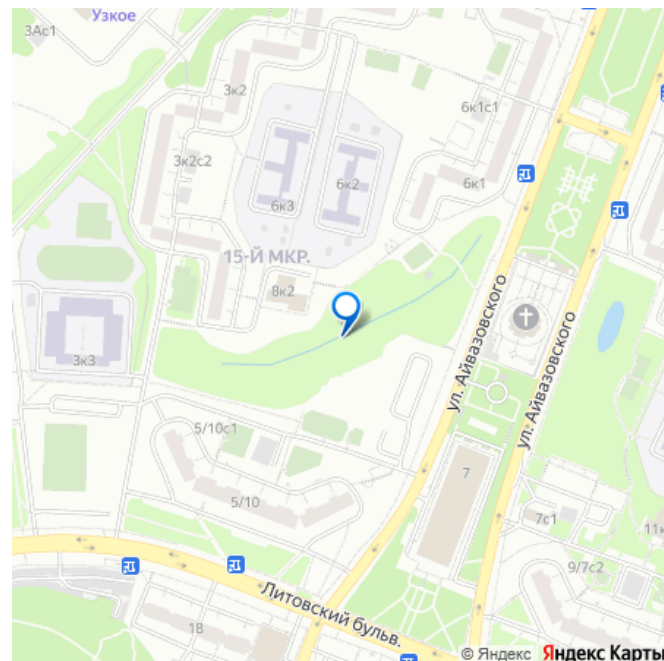 Узкое
3Ас1
3к2
6к1с1
3к2с2
6к2
6к1
6к3
15-Й МКР.
8к2
ул. Айвазовского
ул. Айвазовского
3к3
5/10с1
5/10
7
7с1
11к
9/7с2
Литовский бульв.
18
© Яндекс Яндекс Карты